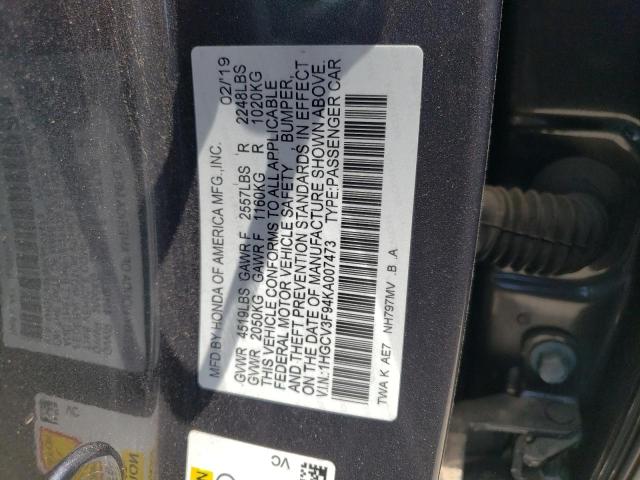 MFD BY HONDA OF AMERICA MFG.,INC. 02/'19
GVWR 4519LBS GAWR F 2557LBS R 2248LBS
GVWR 2050KG GAWR F 1160KG R 1020KG
THIS VEHICLE CONFORMS TO ALL APPLICABLE
FEDERAL MOTOR VEHICLE SAFETY , BUMPER,
AND THEFT PREVENTION STANDARDS IN EFFECT
ON THE DATE OF MANUFACTURE SHOWN ABOVE.
V.I.N.:1HGCV3F94KA007473 TYPE:PASSENGER CAR
TWA K AE7 NH797MV .B .A
VC